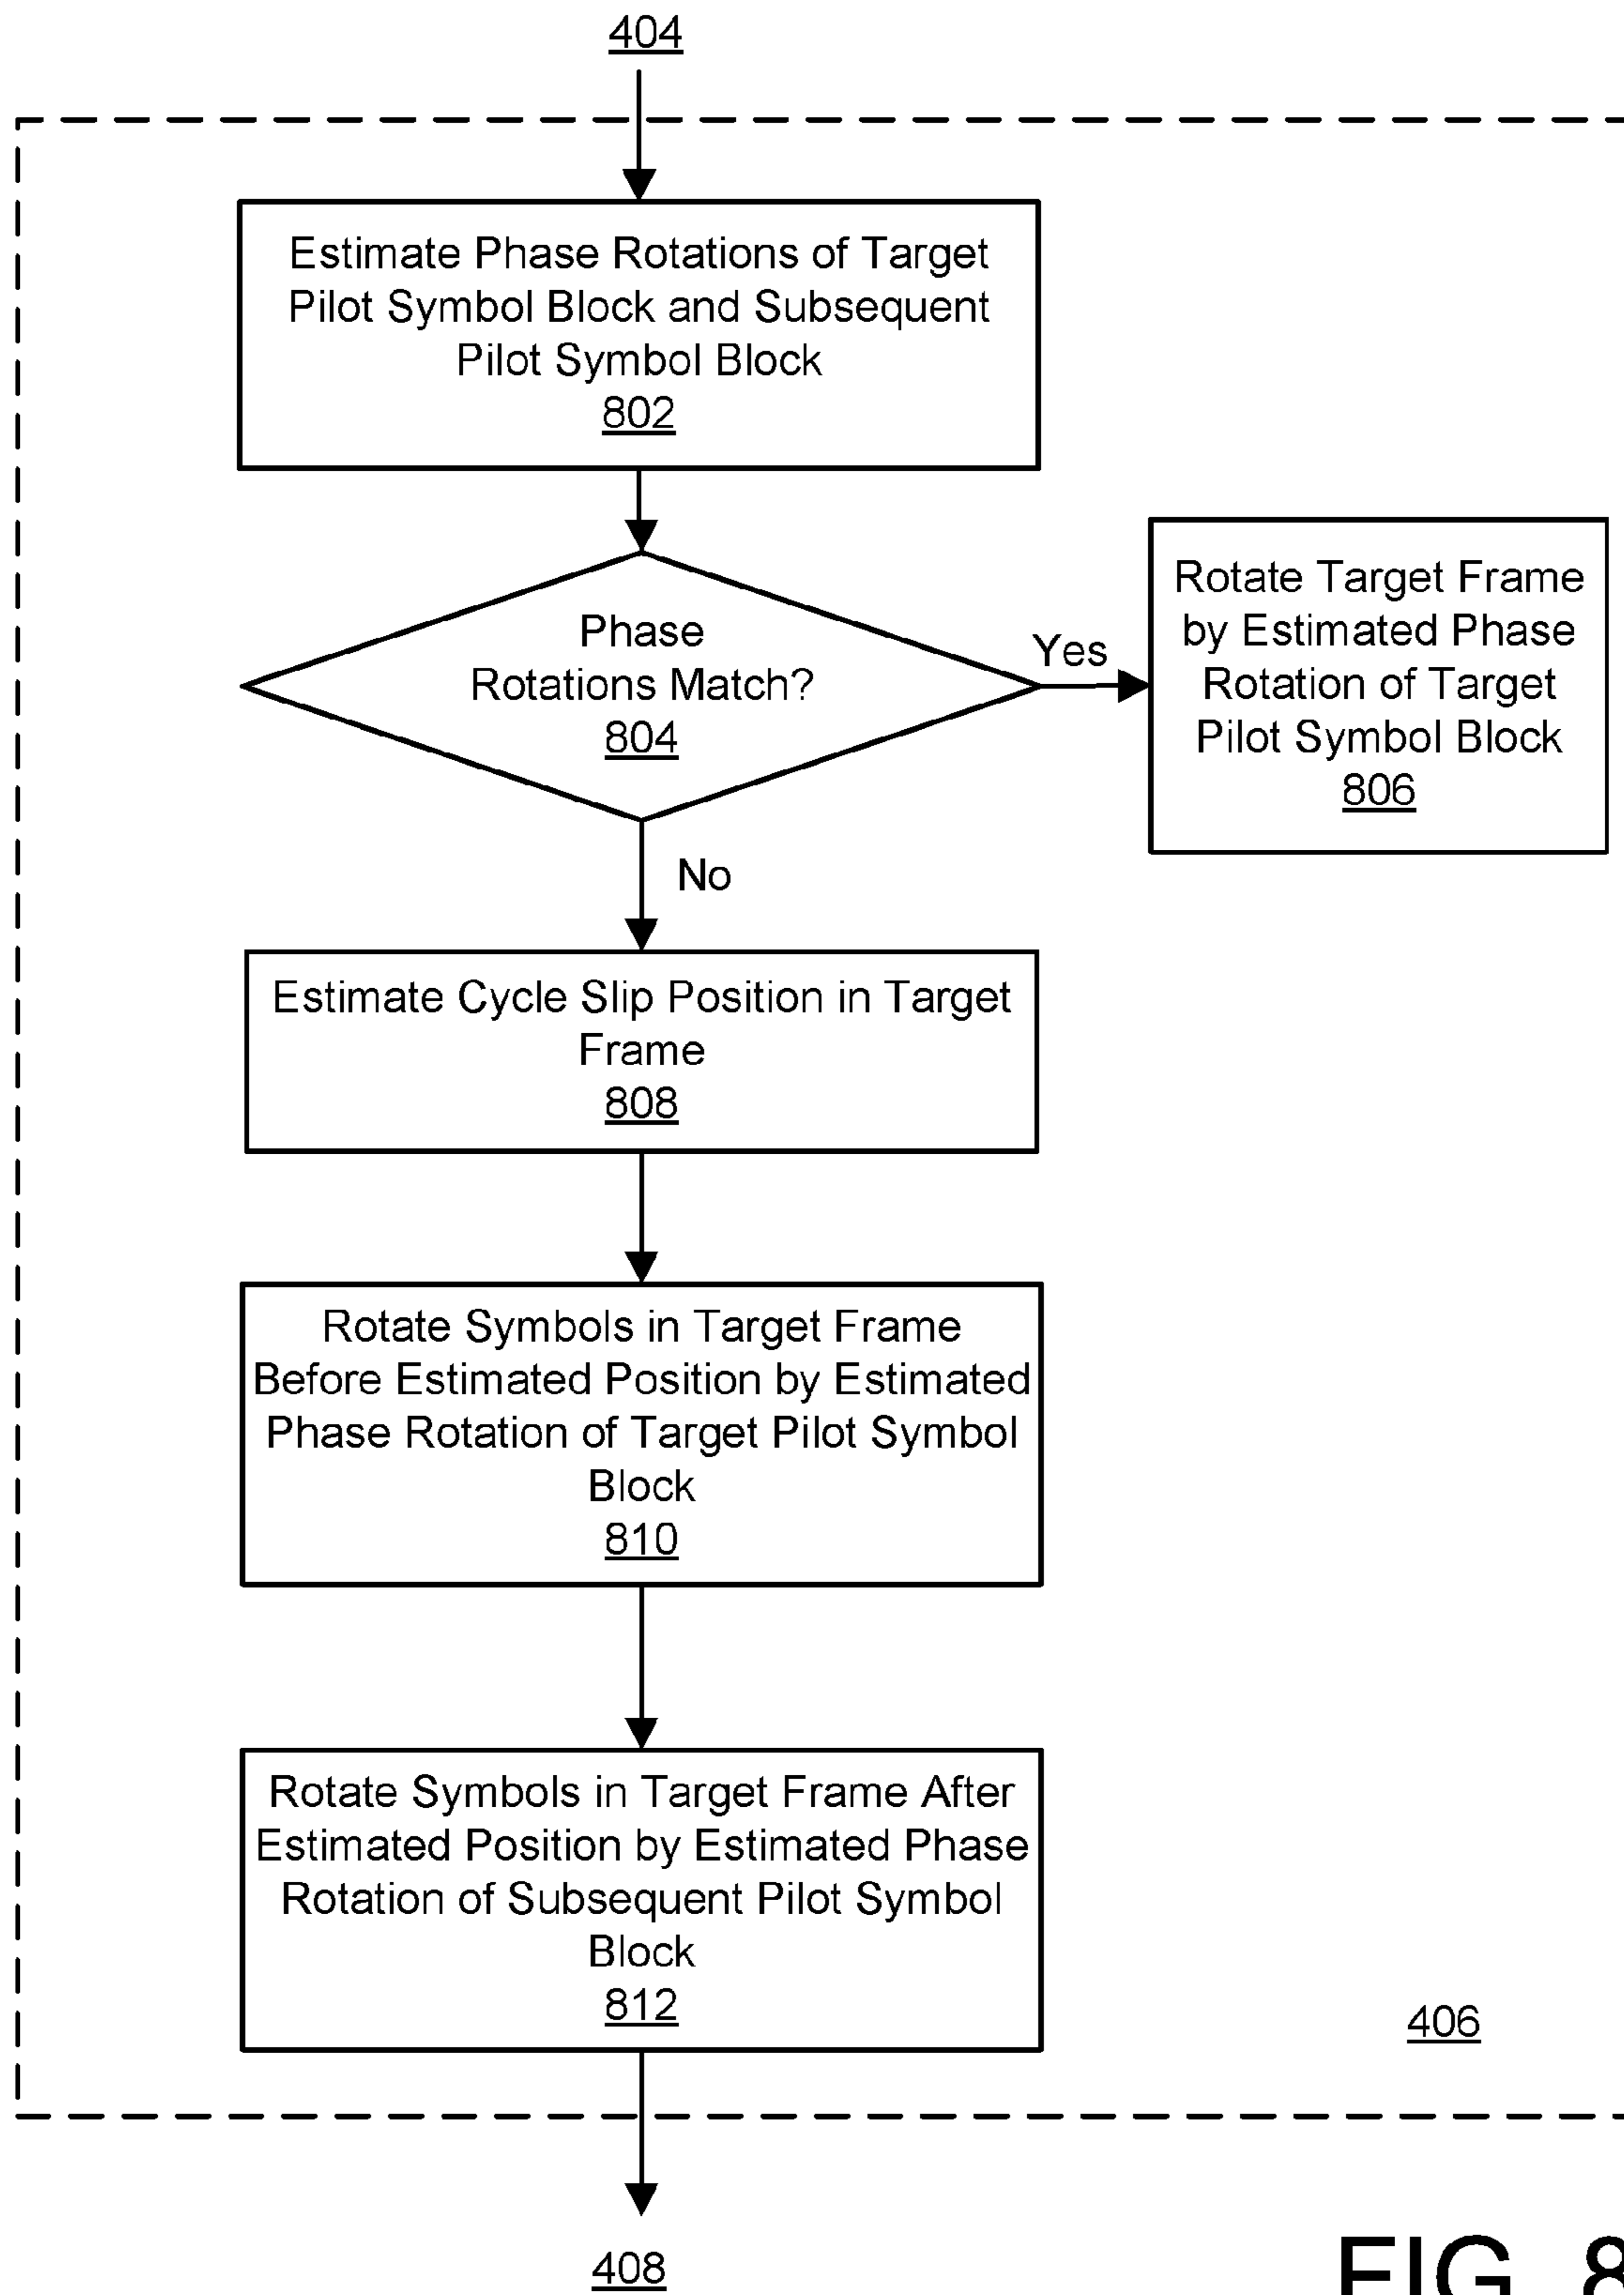 404
Estimate Phase Rotations of Target
Pilot Symbol Block and Subsequent
Pilot Symbol Block
802
Phase
Rotations Match?
804
Yes
Rotate Target Frame
by Estimated Phase
Rotation of Target
Pilot Symbol Block
806
No
Estimate Cycle Slip Position in Target
Frame
808
Rotate Symbols in Target Frame
Before Estimated Position by Estimated
Phase Rotation of Target Pilot Symbol
Block
810
Rotate Symbols in Target Frame After
Estimated Position by Estimated Phase
Rotation of Subsequent Pilot Symbol
Block
812
406
408
FIG. 8